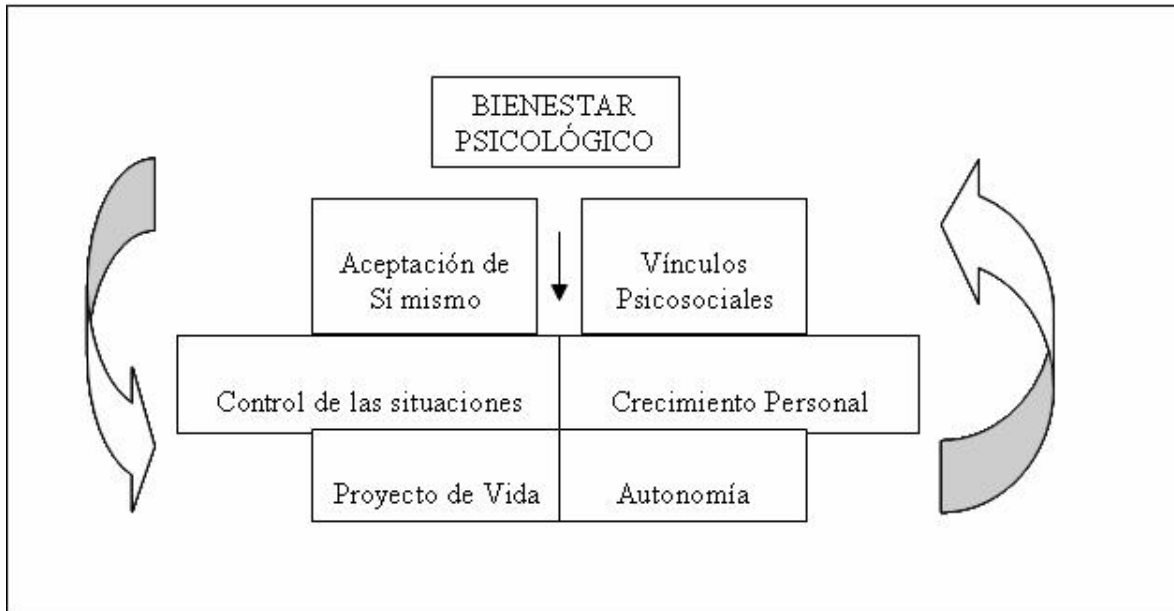 BIENESTAR
PSICOLÓGICO
Aceptación de
Sí mismo
Vínculos
Psicosociales
Control de las situaciones
Crecimiento Personal
Proyecto de Vida
Autonomía